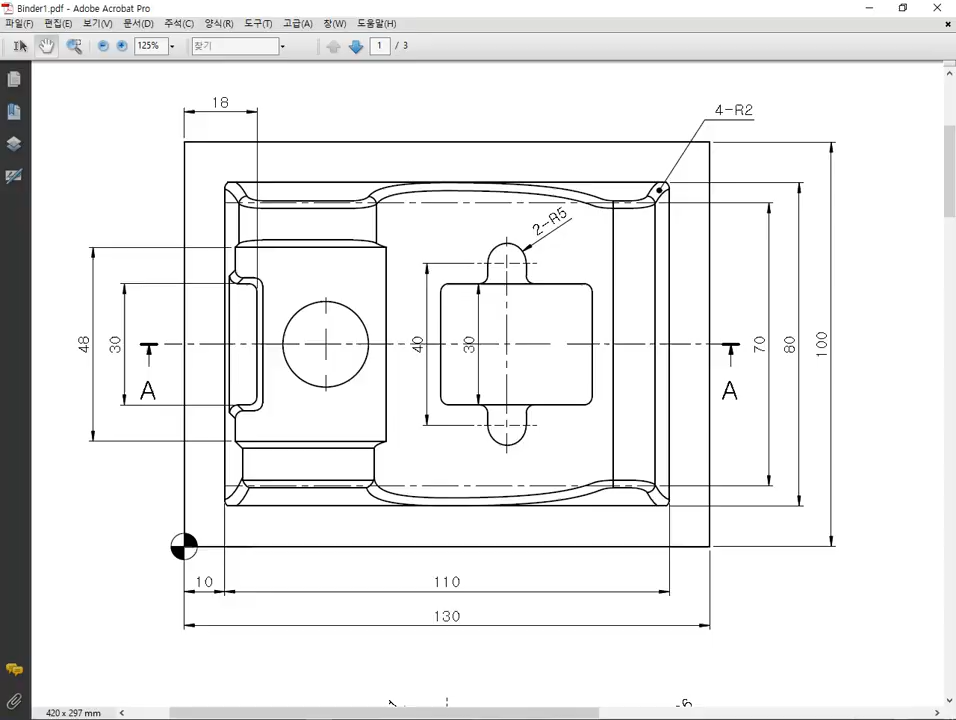 Binder1.pdf - Adobe Acrobat Pro
파일(F) 편집(E) 보기(V) 문서(D) 주석(C) 양식(R) 도구(T) 고급(A) 창(W) 도움말(H)
125% 찾기 1 / 3
18
4-R2
2-R5
48
30
40
30
70
80
100
A
A
10
110
130
420 x 297 mm